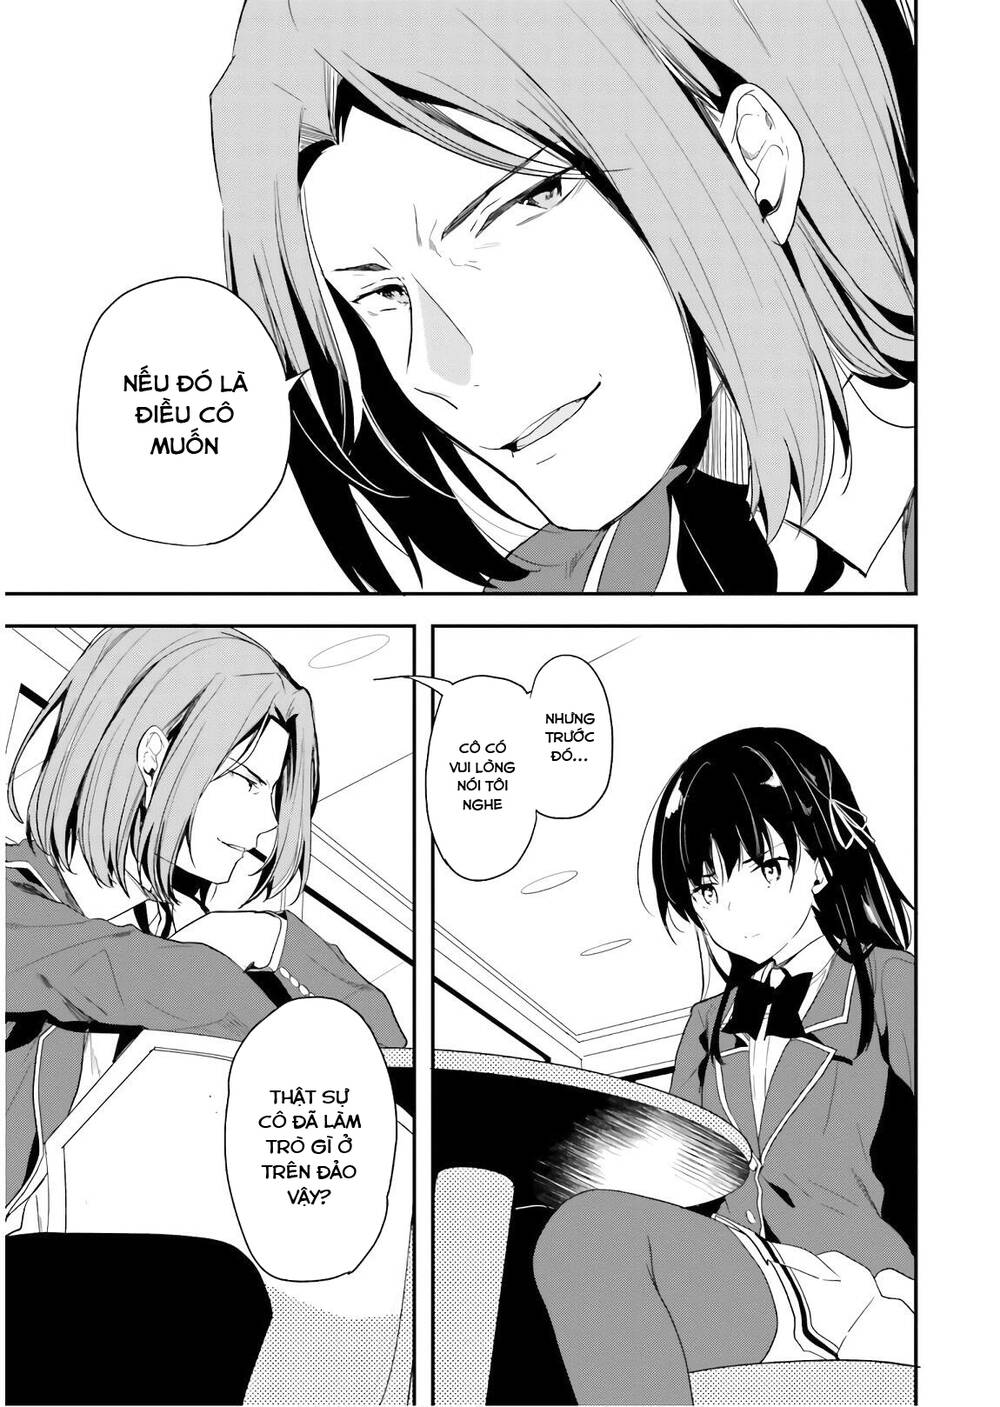 NẾU ĐÓ LÀ
ĐIỀU CÔ
MUỐN
NHƯNG
TRƯỚC
ĐÓ...
CÔ CÓ
VUI LÒNG
NÓI TÔI
NGHE
THẬT SỰ
CÔ ĐÃ LÀM
TRÒ GÌ Ở
TRÊN ĐẢO
VẬY?